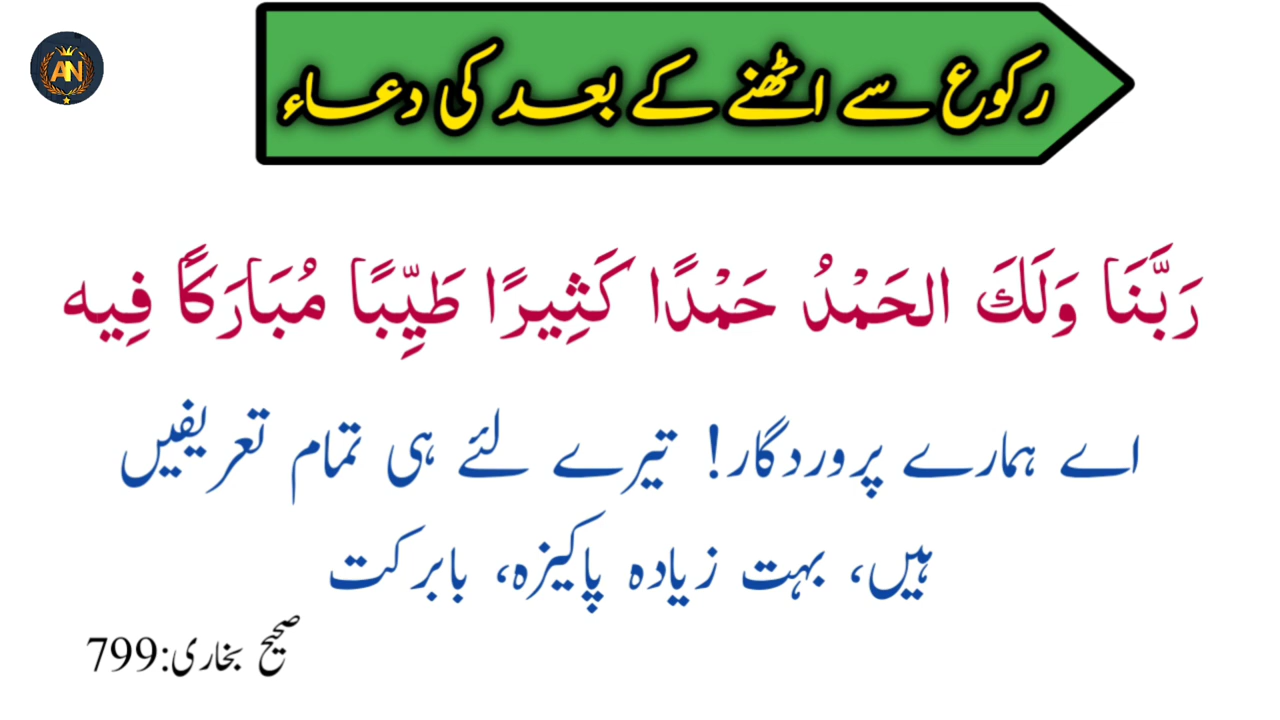 AN
رکوع سے اٹھنے کے بعد کی دعاء
رَبَّنَا وَلَكَ الحَمْدُ حَمْدًا كَثِيرًا طَيِّبًا مُبَارَكًا فِيه
اے ہمارے پروردگار! تیرے لئے ہی تمام تعریفیں
ہیں، بہت زیادہ پاکیزہ، بابرکت
صحیح بخاری:799